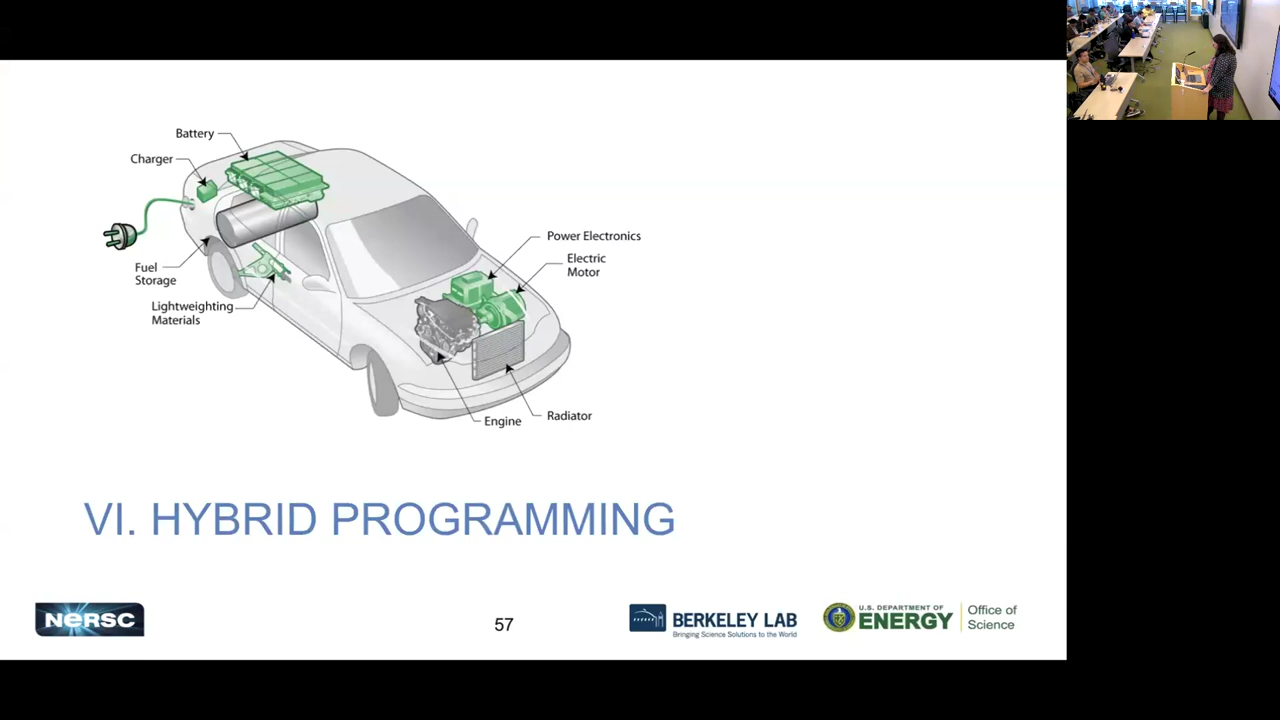 Battery
Charger
Fuel
Storage
Lightweighting
Materials
Power Electronics
Electric
Motor
Radiator
Engine
VI. HYBRID PROGRAMMING
NERSC
57
BERKELEY LAB
Bringing Science Solutions to the World
U.S. DEPARTMENT OF
ENERGY
Office of
Science